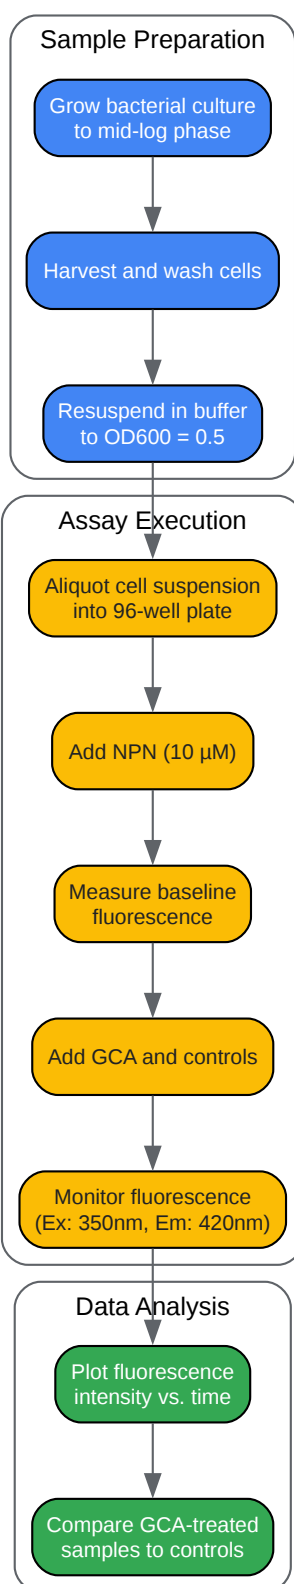 Sample Preparation
Grow bacterial culture
to mid-log phase
Harvest and wash cells
Resuspend in buffer
to OD600 = 0.5
Assay Execution
Aliquot cell suspension
into 96-well plate
Add NPN (10 µM)
Measure baseline
fluorescence
Add GCA and controls
Monitor fluorescence
(Ex: 350nm, Em: 420nm)
Data Analysis
Plot fluorescence
intensity vs. time
Compare GCA-treated
samples to controls